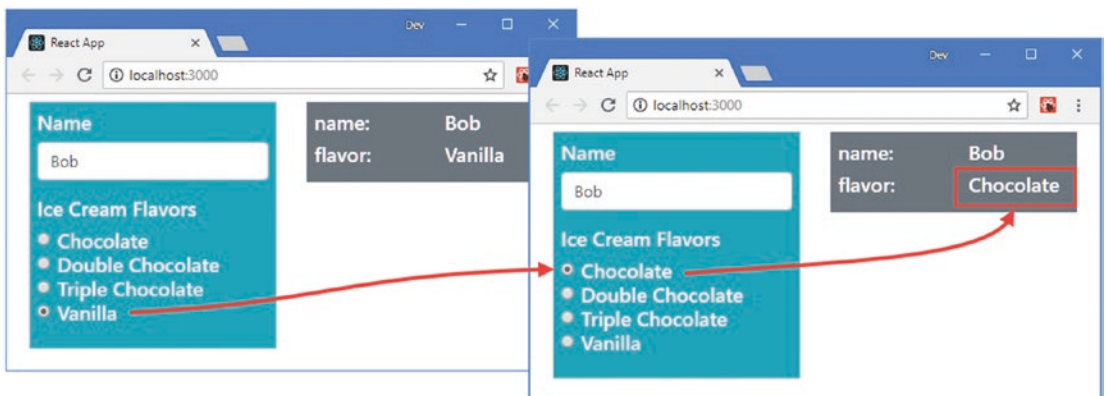 Dev
React App
localhost:3000
Name
Bob
Ice Cream Flavors
Chocolate
Double Chocolate
Triple Chocolate
Vanilla
name: Bob
flavor: Vanilla
Dev
React App
localhost:3000
Name
Bob
Ice Cream Flavors
Chocolate
Double Chocolate
Triple Chocolate
Vanilla
name: Bob
flavor: Chocolate